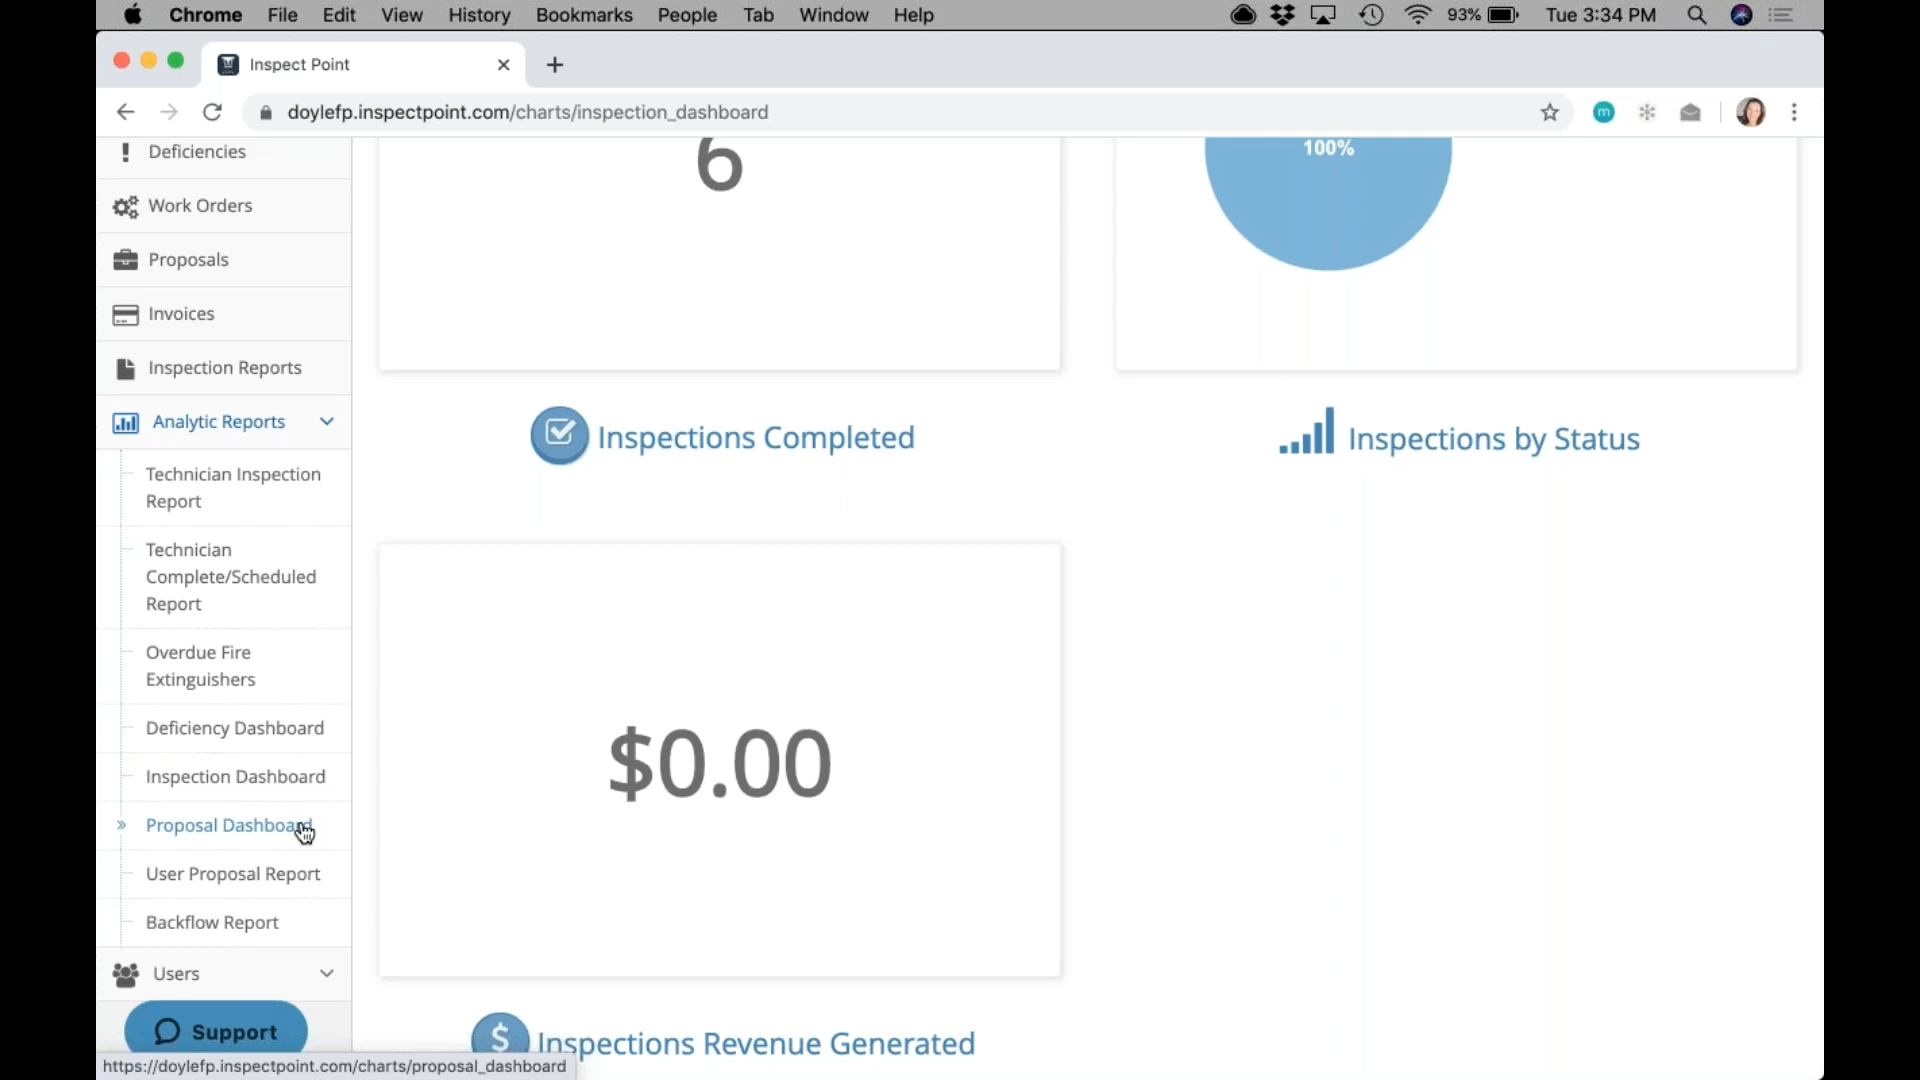 Chrome File Edit View History Bookmarks People Tab Window Help 93% Tue 3:34 PM
Inspect Point
doylefp.inspectpoint.com/charts/inspection_dashboard
m
Deficiencies
Work Orders
Proposals
Invoices
Inspection Reports
Analytic Reports
Technician Inspection
Report
Technician
Complete/Scheduled
Report
Overdue Fire
Extinguishers
Deficiency Dashboard
Inspection Dashboard
» Proposal Dashboard
User Proposal Report
Backflow Report
Users
Support
https://doylefp.inspectpoint.com/charts/proposal_dashboard
6
100%
Inspections Completed
Inspections by Status
$0.00
$ Inspections Revenue Generated